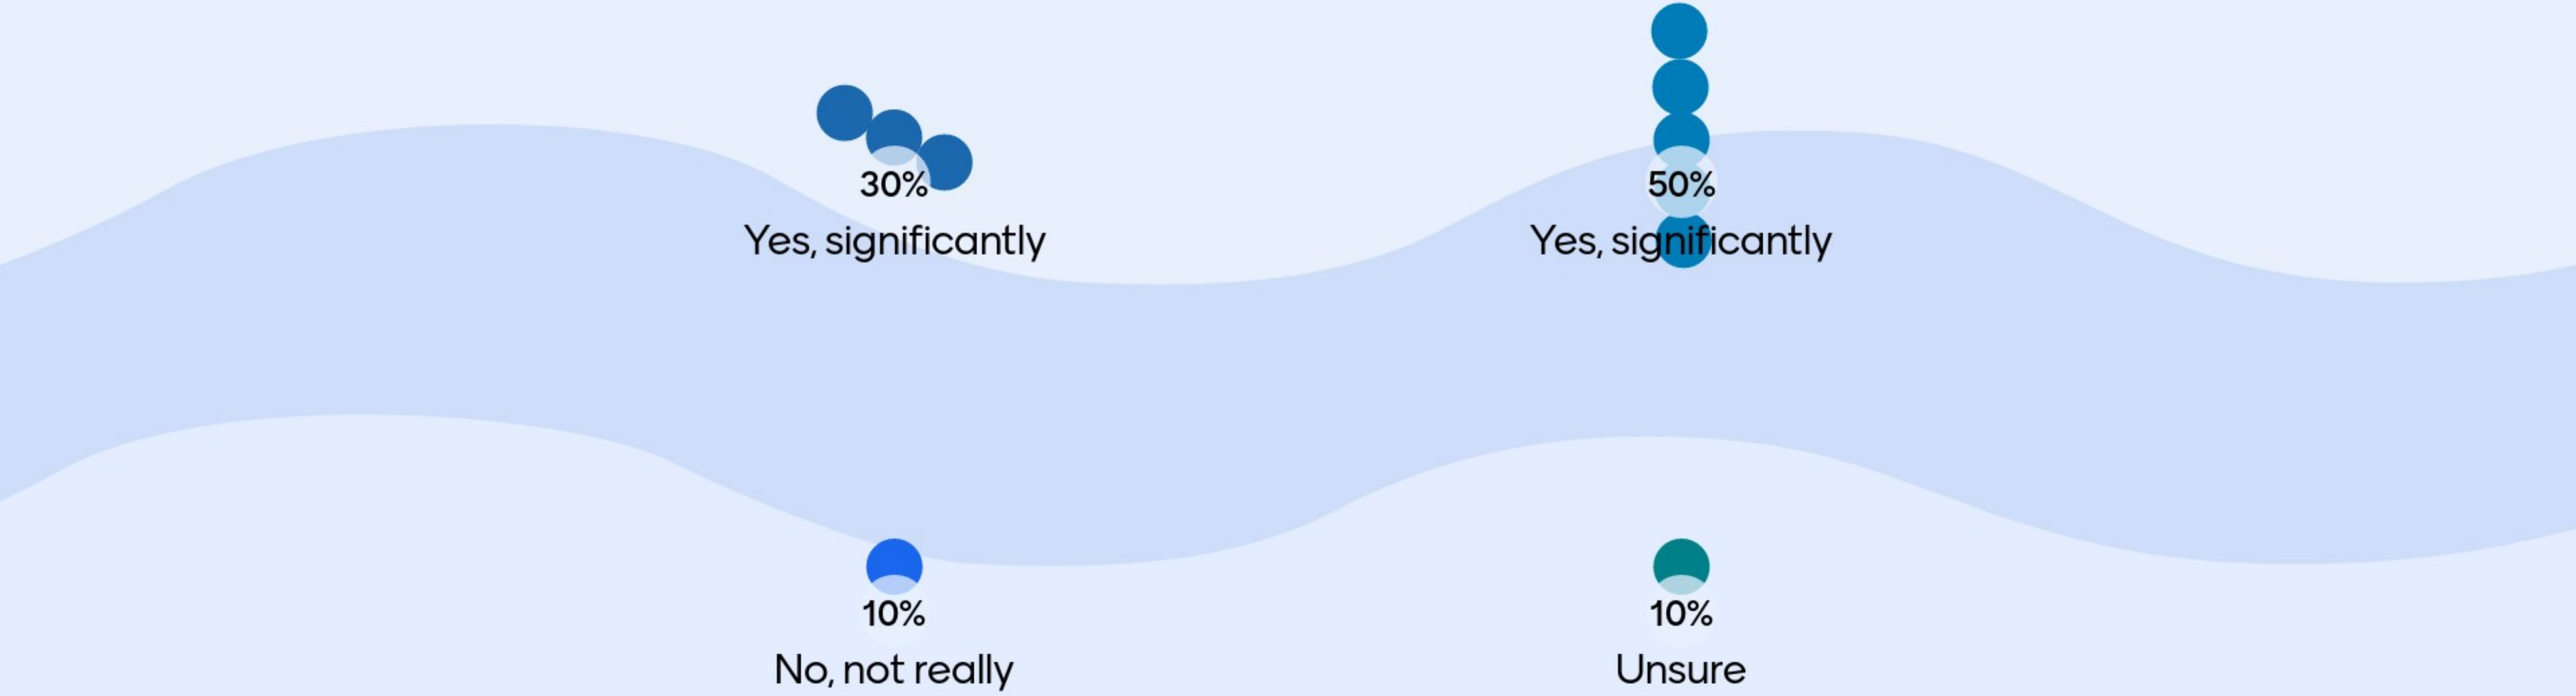 30%
50%
Yes, significantly
Yes, significantly
10%
10%
No, not really
Unsure